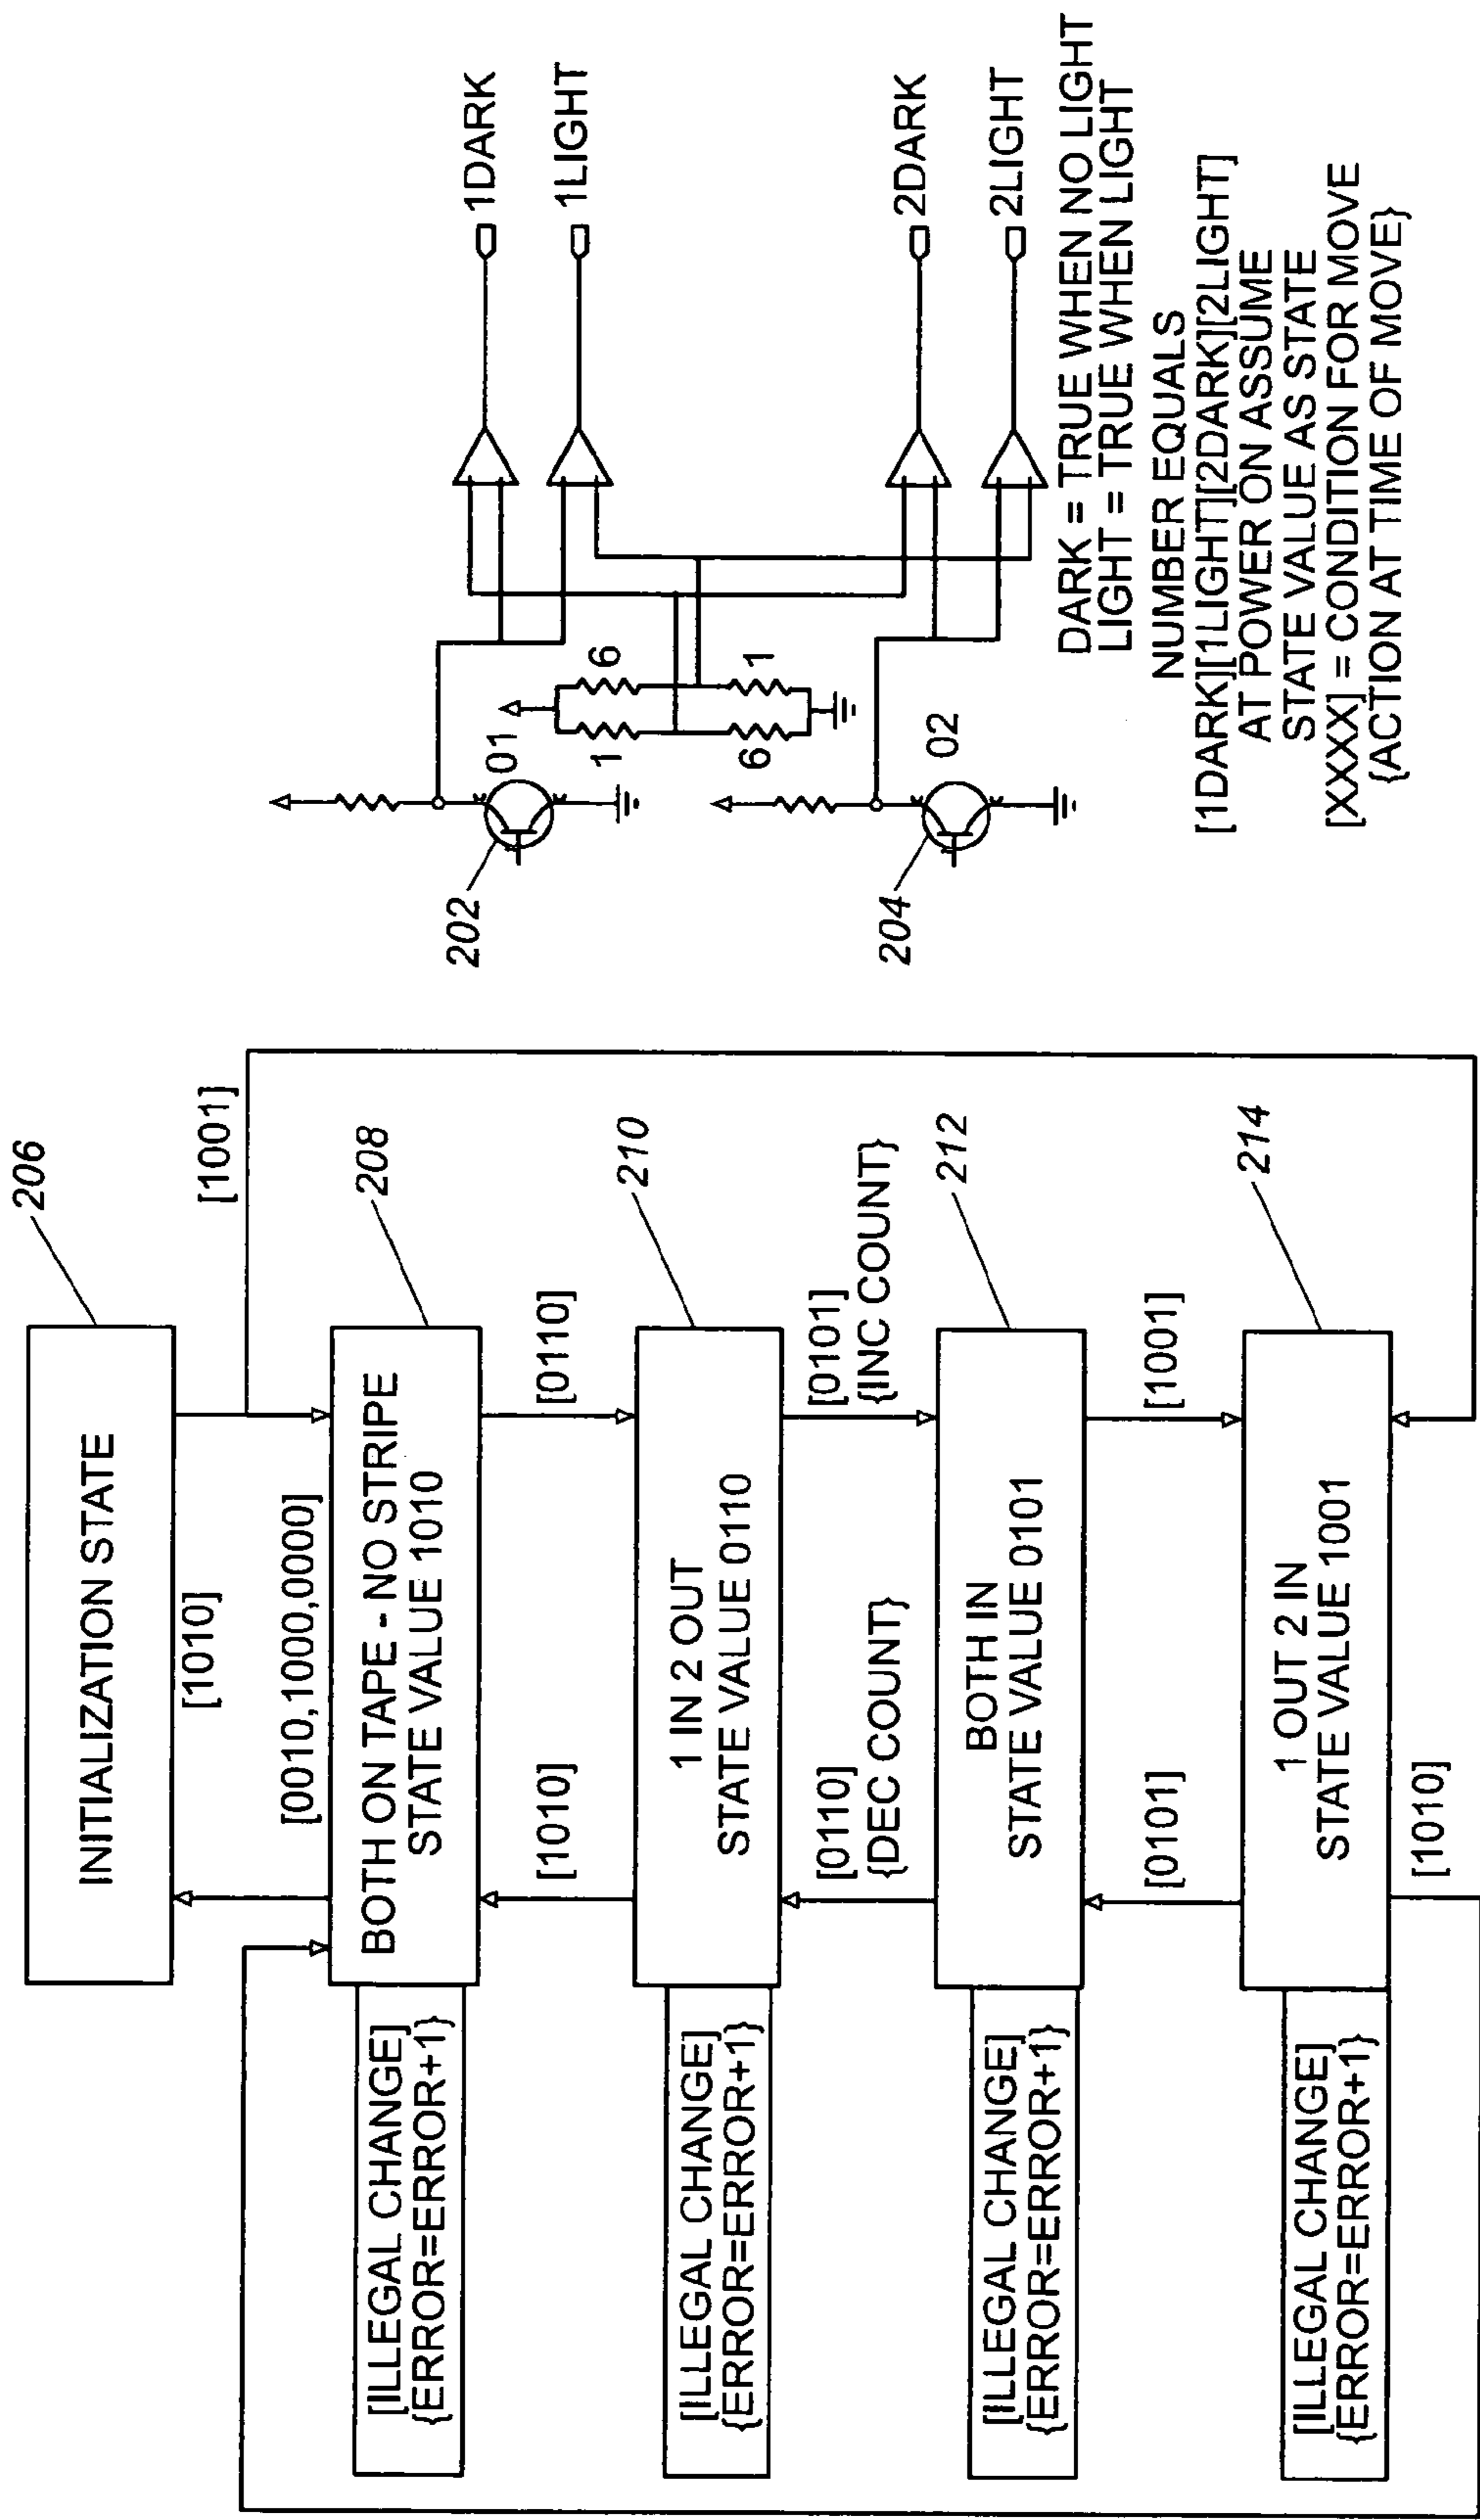 206
INITIALIZATION STATE
[1010]
[1001]
[0010,1000,0000]
208
BOTH ON TAPE - NO STRIPE
STATE VALUE 1010
[ILLEGAL CHANGE]
{ERROR=ERROR+1}
[1010]
[0110]
210
1 IN 2 OUT
STATE VALUE 0110
[ILLEGAL CHANGE]
{ERROR=ERROR+1}
[0110]
{DEC COUNT}
[0101]
{INC COUNT}
212
BOTH IN
STATE VALUE 0101
[ILLEGAL CHANGE]
{ERROR=ERROR+1}
[0101]
[1001]
214
1 OUT 2 IN
STATE VALUE 1001
[ILLEGAL CHANGE]
{ERROR=ERROR+1}
[1010]
202
01
1
6
6
1
1DARK
1LIGHT
204
02
2DARK
2LIGHT
DARK = TRUE WHEN NO LIGHT
LIGHT = TRUE WHEN LIGHT
NUMBER EQUALS
[1DARK][1LIGHT][2DARK][2LIGHT]
AT POWER ON ASSUME
STATE VALUE AS STATE
[XXXX] = CONDITION FOR MOVE
{ACTION AT TIME OF MOVE}